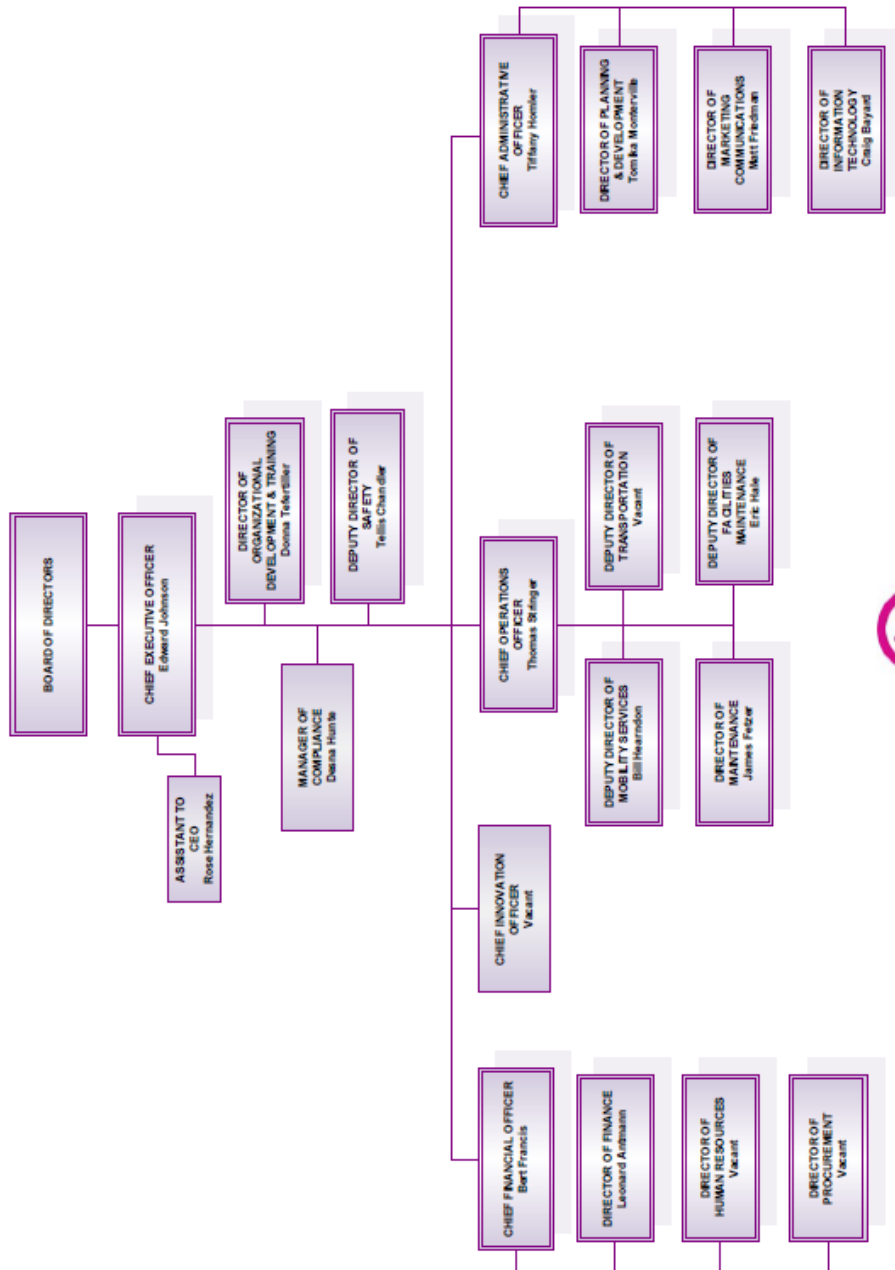 BOARD OF DIRECTORS
CHIEF EXECUTIVE OFFICER
Edward Johnson
ASSISTANT TO
CEO
Rose Hernandez
DIRECTOR OF
ORGANIZATIONAL
DEVELOPMENT & TRAINING
Donna Tefertiller
MANAGER OF
COMPLIANCE
Desna Hunte
DEPUTY DIRECTOR OF
SAFETY
Tellis Chandler
CHIEF FINANCIAL OFFICER
Bert Francis
CHIEF INNOVATION
OFFICER
Vacant
CHIEF OPERATIONS
OFFICER
Thomas Stringer
CHIEF ADMINISTRATIVE
OFFICER
Tiffany Homler
DIRECTOR OF FINANCE
Leonard Antmann
DIRECTOR OF
HUMAN RESOURCES
Vacant
DIRECTOR OF
PROCUREMENT
Vacant
DEPUTY DIRECTOR OF
MOBILITY SERVICES
Bill Hearndon
DEPUTY DIRECTOR OF
TRANSPORTATION
Vacant
DIRECTOR OF
MAINTENANCE
James Fetzer
DEPUTY DIRECTOR OF
FACILITIES
MAINTENANCE
Eric Hale
DIRECTOR OF PLANNING
& DEVELOPMENT
Tomika Monterville
DIRECTOR OF
MARKETING
COMMUNICATIONS
Matt Friedman
DIRECTOR OF
INFORMATION
TECHNOLOGY
Craig Bayard